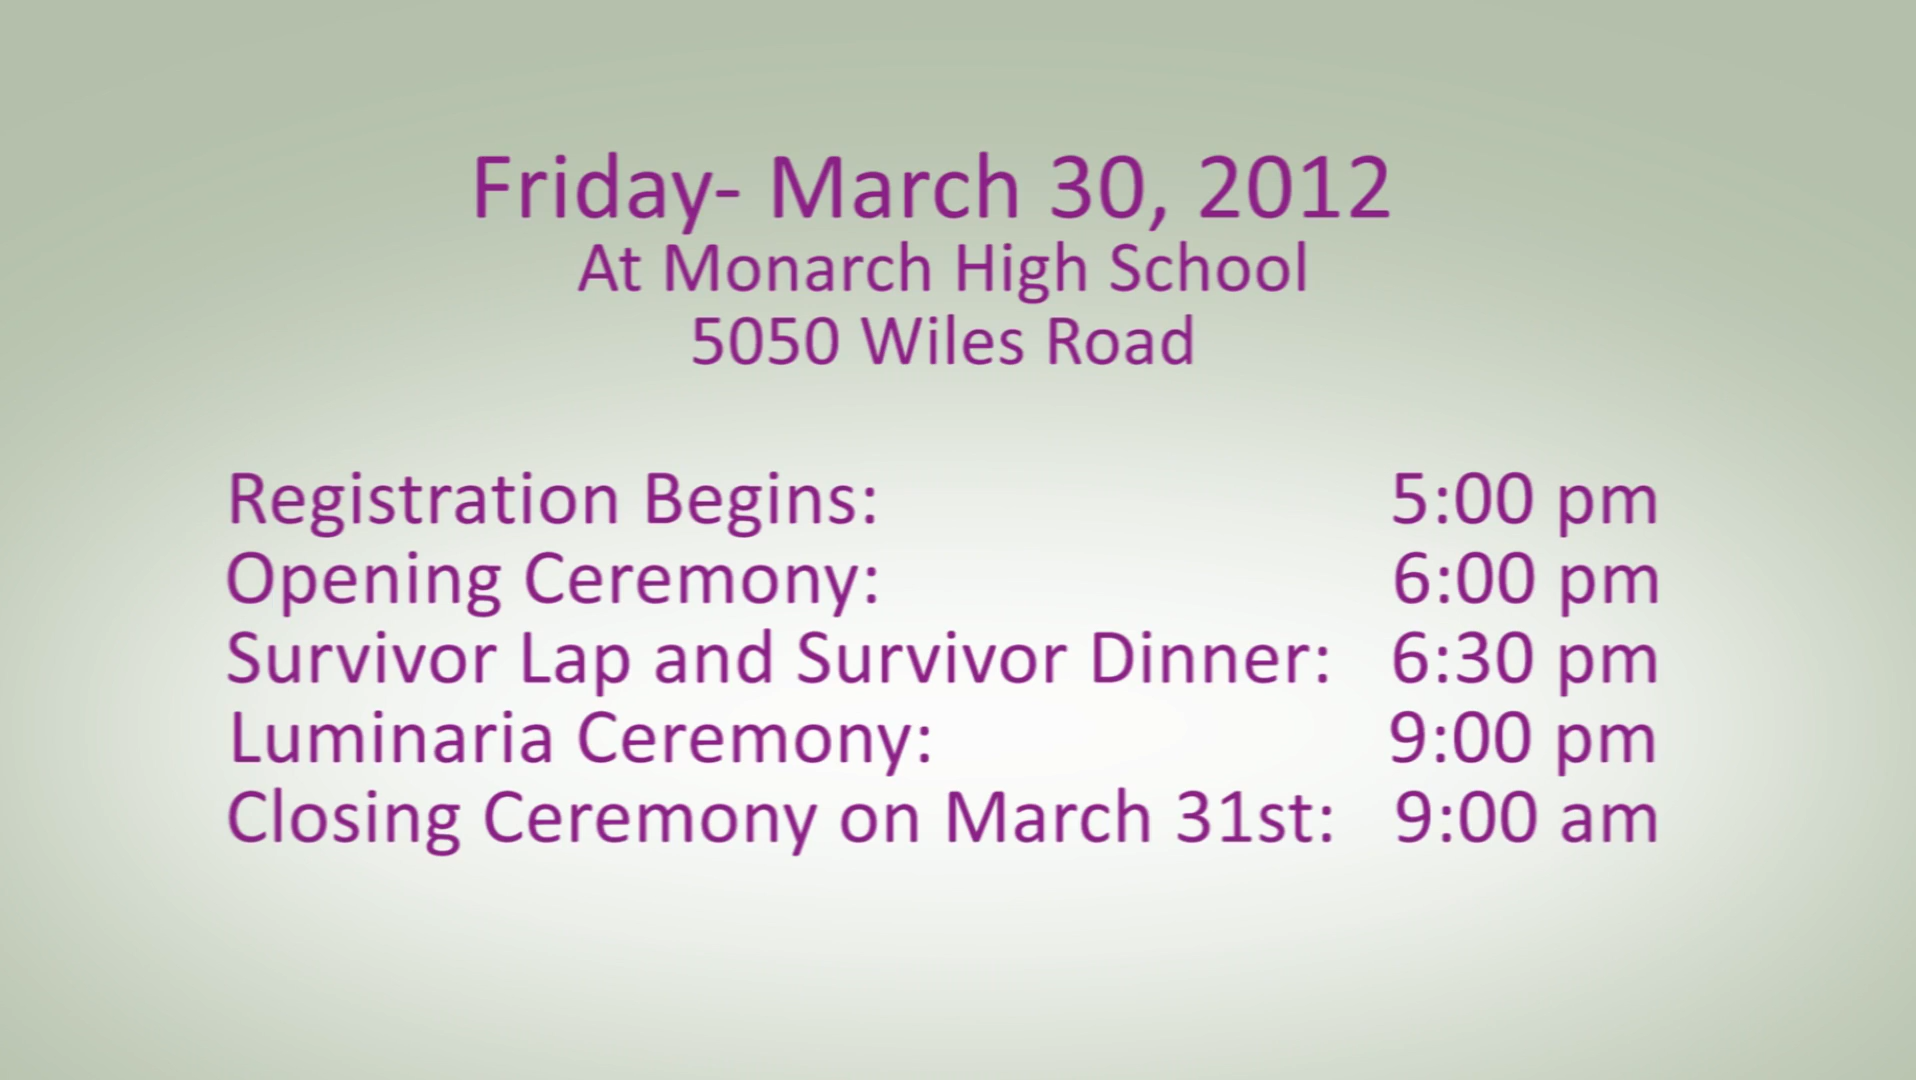 Friday- March 30, 2012
At Monarch High School
5050 Wiles Road
Registration Begins: 5:00 pm
Opening Ceremony: 6:00 pm
Survivor Lap and Survivor Dinner: 6:30 pm
Luminaria Ceremony: 9:00 pm
Closing Ceremony on March 31st: 9:00 am